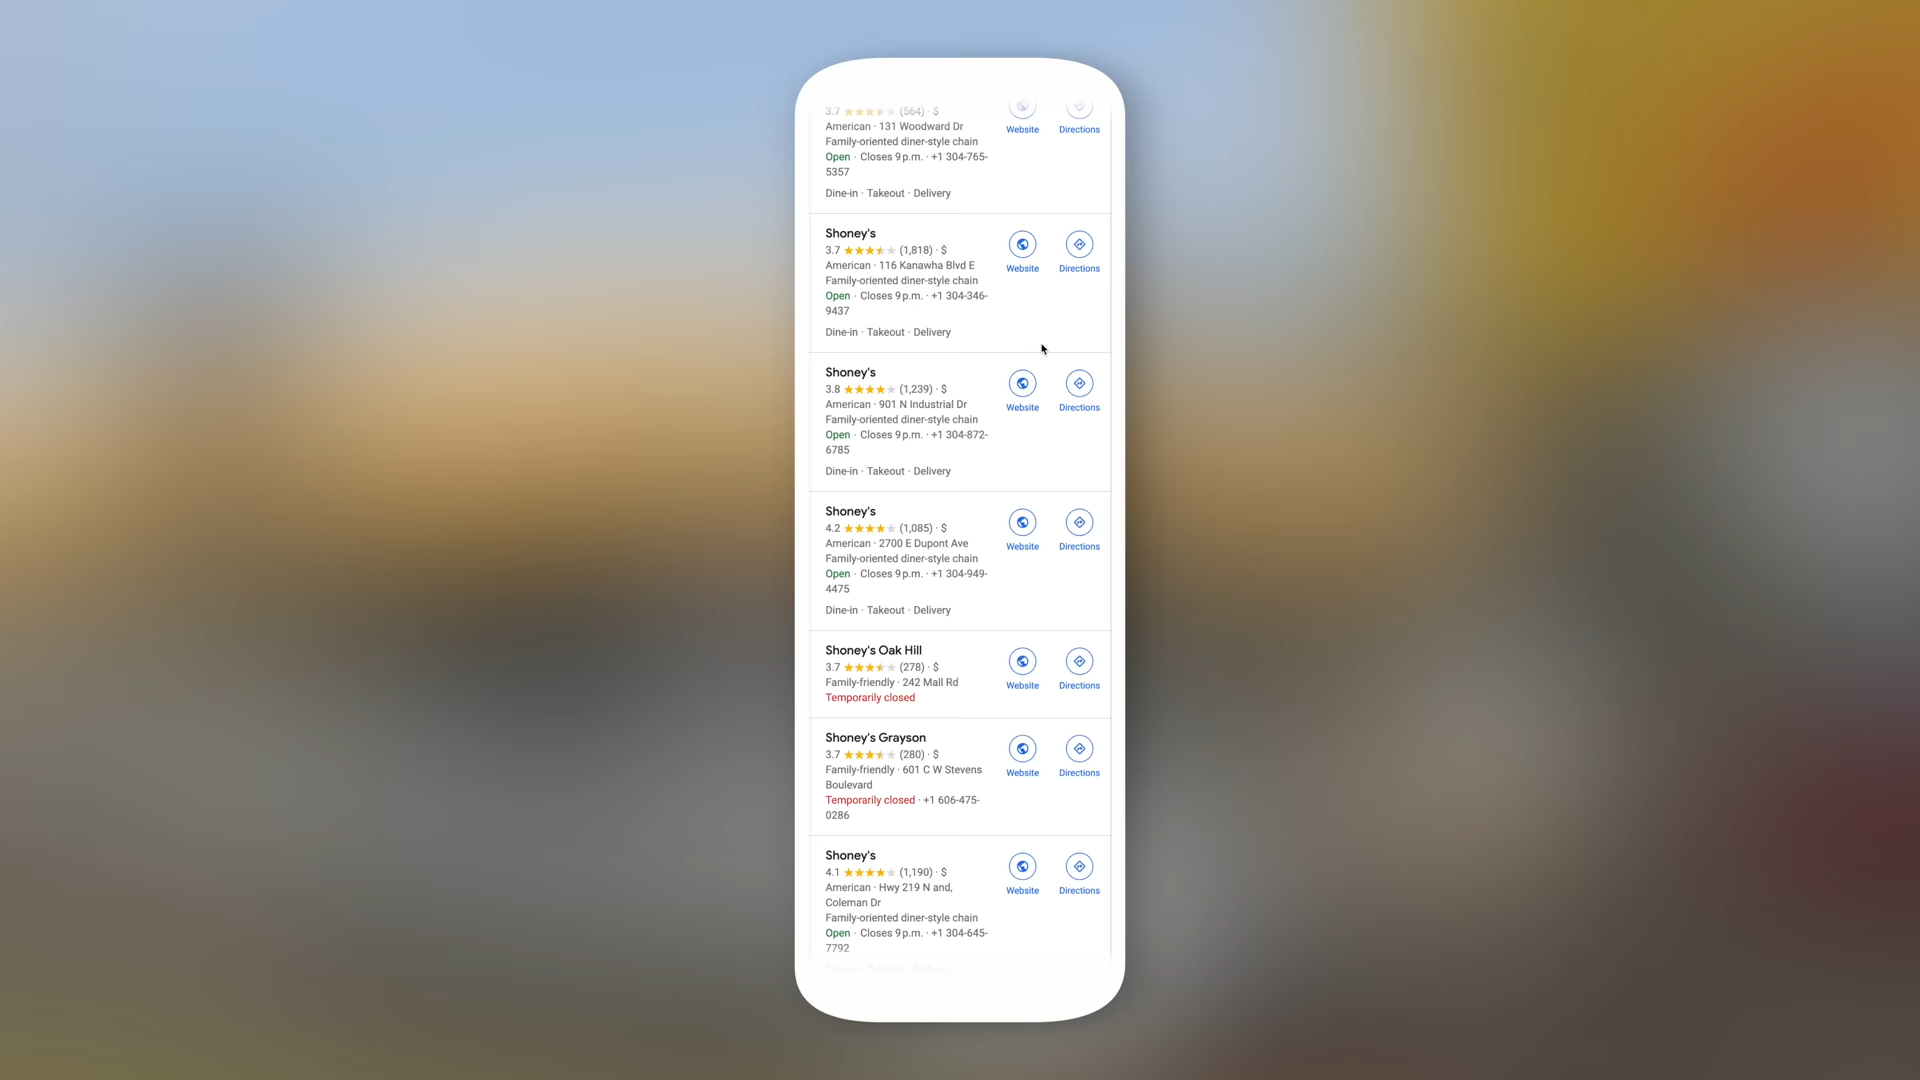 3.7 (564) · $
American · 131 Woodward Dr
Family-oriented diner-style chain
Open · Closes 9 p.m. · +1 304-765-
5357
Dine-in · Takeout · Delivery
Website
Directions
Shoney's
3.7 (1,818) · $
American · 116 Kanawha Blvd E
Family-oriented diner-style chain
Open · Closes 9 p.m. · +1 304-346-
9437
Dine-in · Takeout · Delivery
Website
Directions
Shoney's
3.8 (1,239) · $
American · 901 N Industrial Dr
Family-oriented diner-style chain
Open · Closes 9 p.m. · +1 304-872-
6785
Dine-in · Takeout · Delivery
Website
Directions
Shoney's
4.2 (1,085) · $
American · 2700 E Dupont Ave
Family-oriented diner-style chain
Open · Closes 9 p.m. · +1 304-949-
4475
Dine-in · Takeout · Delivery
Website
Directions
Shoney's Oak Hill
3.7 (278) · $
Family-friendly · 242 Mall Rd
Temporarily closed
Website
Directions
Shoney's Grayson
3.7 (280) · $
Family-friendly · 601 C W Stevens
Boulevard
Temporarily closed · +1 606-475-
0286
Website
Directions
Shoney's
4.1 (1,190) · $
American · Hwy 219 N and,
Coleman Dr
Family-oriented diner-style chain
Open · Closes 9 p.m. · +1 304-645-
7792
Website
Directions